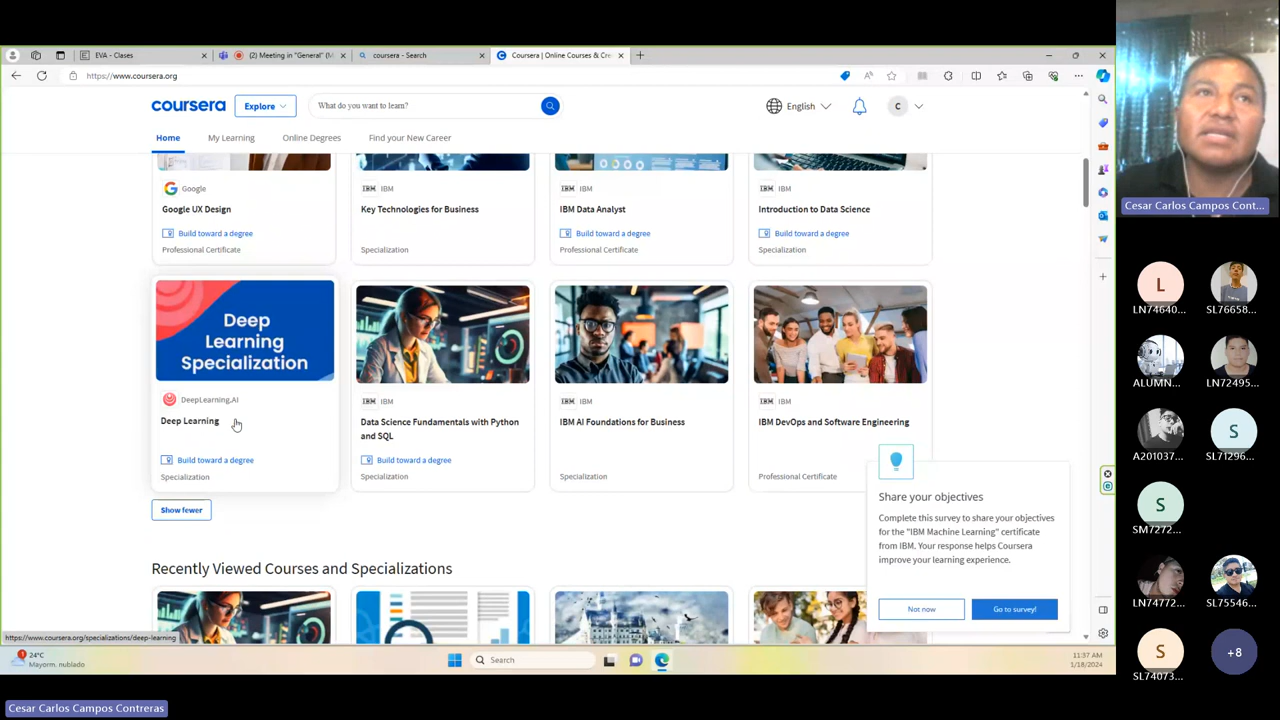 EVA - Clases
(2) Meeting in "General" (M
coursera - Search
Coursera | Online Courses & Cre
https://www.coursera.org
coursera
Explore
What do you want to learn?
English
C
Home
My Learning
Online Degrees
Find your New Career
Google
Google UX Design
Build toward a degree
Professional Certificate
IBM IBM
Key Technologies for Business
Specialization
IBM IBM
IBM Data Analyst
Build toward a degree
Professional Certificate
IBM IBM
Introduction to Data Science
Build toward a degree
Specialization
Deep
Learning
Specialization
DeepLearning.AI
Deep Learning
Build toward a degree
Specialization
IBM IBM
Data Science Fundamentals with Python
and SQL
Build toward a degree
Specialization
IBM IBM
IBM AI Foundations for Business
Specialization
IBM IBM
IBM DevOps and Software Engineering
Professional Certificate
Show fewer
Share your objectives
Complete this survey to share your objectives
for the "IBM Machine Learning" certificate
from IBM. Your response helps Coursera
improve your learning experience.
Not now
Go to survey!
Recently Viewed Courses and Specializations
https://www.coursera.org/specializations/deep-learning
24°C
Mayorm. nublado
Search
11:37 AM
1/18/2024
Cesar Carlos Campos Cont...
L
LN74640...
SL76658...
ALUMN...
LN72495...
A201037...
S
SL71296...
S
SM7272...
LN74772...
SL75546...
S
SL74073...
+8
Cesar Carlos Campos Contreras